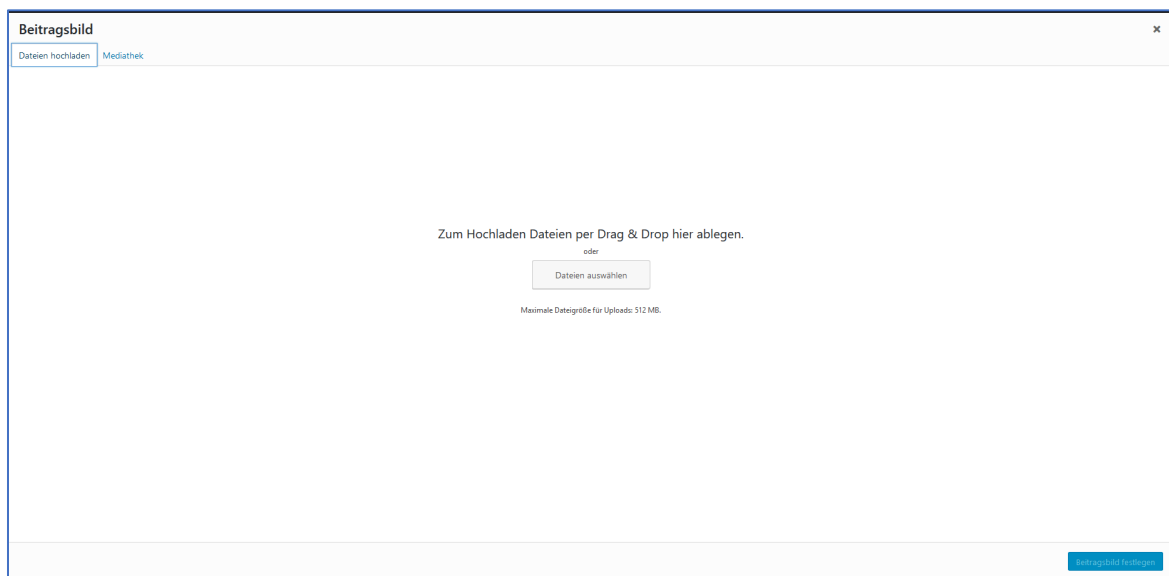 Beitragsbild
Dateien hochladen Mediathek
Zum Hochladen Dateien per Drag & Drop hier ablegen.
oder
Dateien auswählen
Maximale Dateigröße für Uploads: 512 MB.
Beitragsbild festlegen